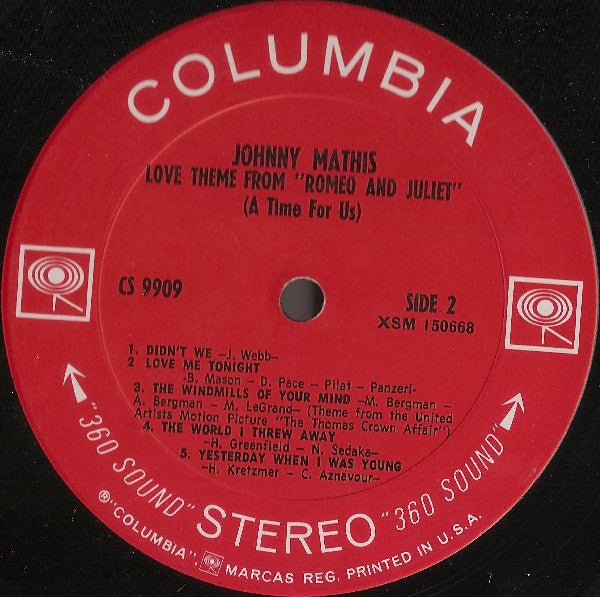 COLUMBIA
JOHNNY MATHIS
LOVE THEME FROM "ROMEO AND JULIET"
(A Time For Us)
CS 9909
SIDE 2
XSM 150668
1. DIDN'T WE –J. Webb–
2 LOVE ME TONIGHT
-B. Mason – D. Pace – Pilat – Panzeri-
3. THE WINDMILLS OF YOUR MIND –M. Bergman –
A. Bergman – M. LeGrand– (Theme from the United
Artists Motion Picture "The Thomas Crown Affair")
4. THE WORLD I THREW AWAY
–H. Greenfield – N. Sedaka–
5. YESTERDAY WHEN I WAS YOUNG
–H. Kretzmer – C. Aznavour–
"360 SOUND" STEREO "360 SOUND"
℗"COLUMBIA", MARCAS REG. PRINTED IN U.S.A.